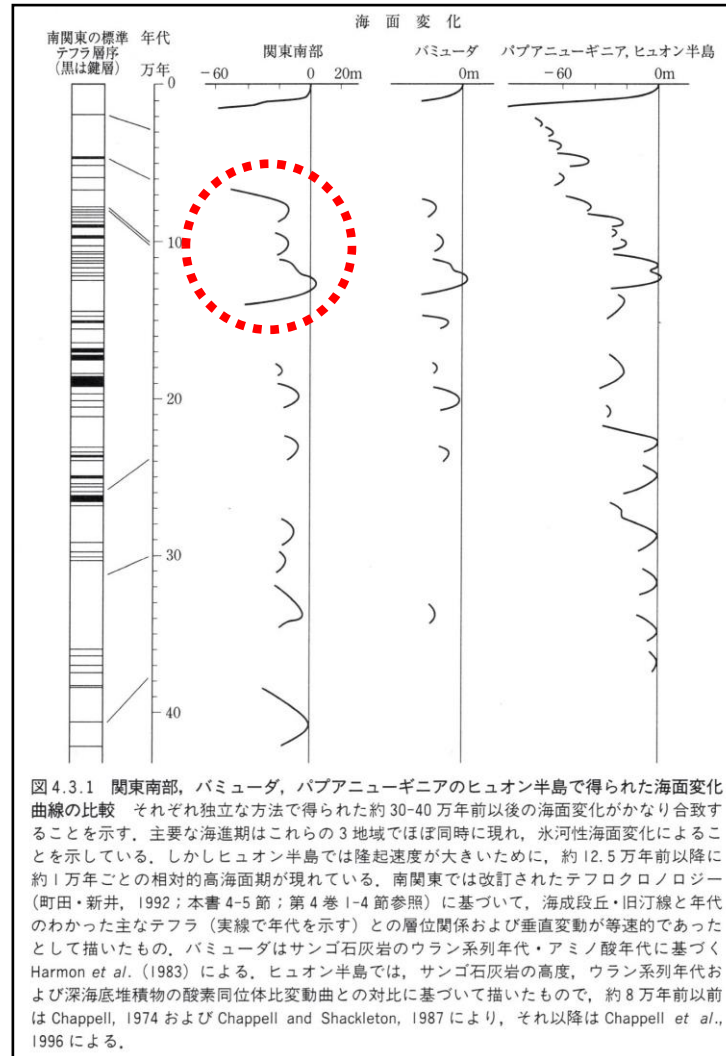 海 面 変 化
南関東の標準 年代
テフラ層序
(黒は鍵層) 万年
関東南部 バミューダ パプアニューギニア, ヒュオン半島
−60 0 20m 0m −60 0m
0
10
20
30
40
図4.3.1 関東南部,バミューダ,パプアニューギニアのヒュオン半島で得られた海面変化
曲線の比較 それぞれ独立な方法で得られた約30-40万年前以後の海面変化がかなり合致す
ることを示す.主要な海進期はこれらの3地域でほぼ同時に現れ,氷河性海面変化によるこ
とを示している.しかしヒュオン半島では隆起速度が大きいために,約12.5万年前以降に
約1万年ごとの相対的高海面期が現れている.南関東では改訂されたテフロクロノロジー
(町田・新井,1992;本書4-5節;第4巻1-4節参照)に基づいて,海成段丘・旧汀線と年代
のわかった主なテフラ(実線で年代を示す)との層位関係および垂直変動が等速的であった
として描いたもの.バミューダはサンゴ石灰岩のウラン系列年代・アミノ酸年代に基づく
Harmon et al.(1983)による.ヒュオン半島では,サンゴ石灰岩の高度,ウラン系列年代お
よび深海底堆積物の酸素同位体比変動曲との対比に基づいて描いたもので,約8万年前以前
は Chappell, 1974 および Chappell and Shackleton, 1987 により,それ以降は Chappell et al.,
1996 による.